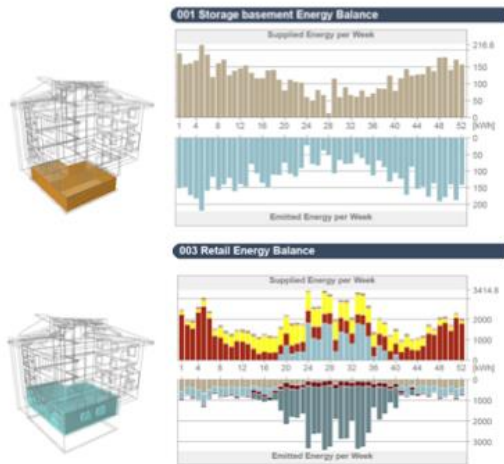 001 Storage basement Energy Balance
Supplied Energy per Week
216.8
150
100
50
0
1 4 8 12 16 20 24 28 32 36 40 44 48 52 [kWh]
0
50
100
150
200
Emitted Energy per Week
003 Retail Energy Balance
Supplied Energy per Week
3414.8
2000
1000
0
1 4 8 12 16 20 24 28 32 36 40 44 48 52 [kWh]
0
1000
3000
Emitted Energy per Week